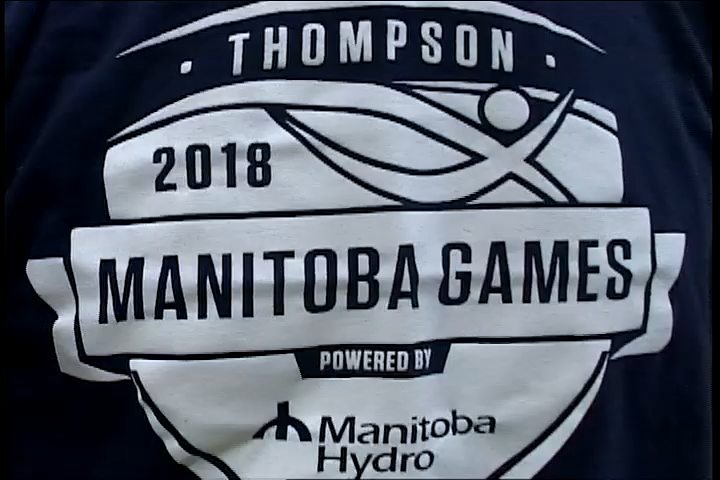 · THOMPSON ·
2018
MANITOBA GAMES
POWERED BY
Manitoba
Hydro